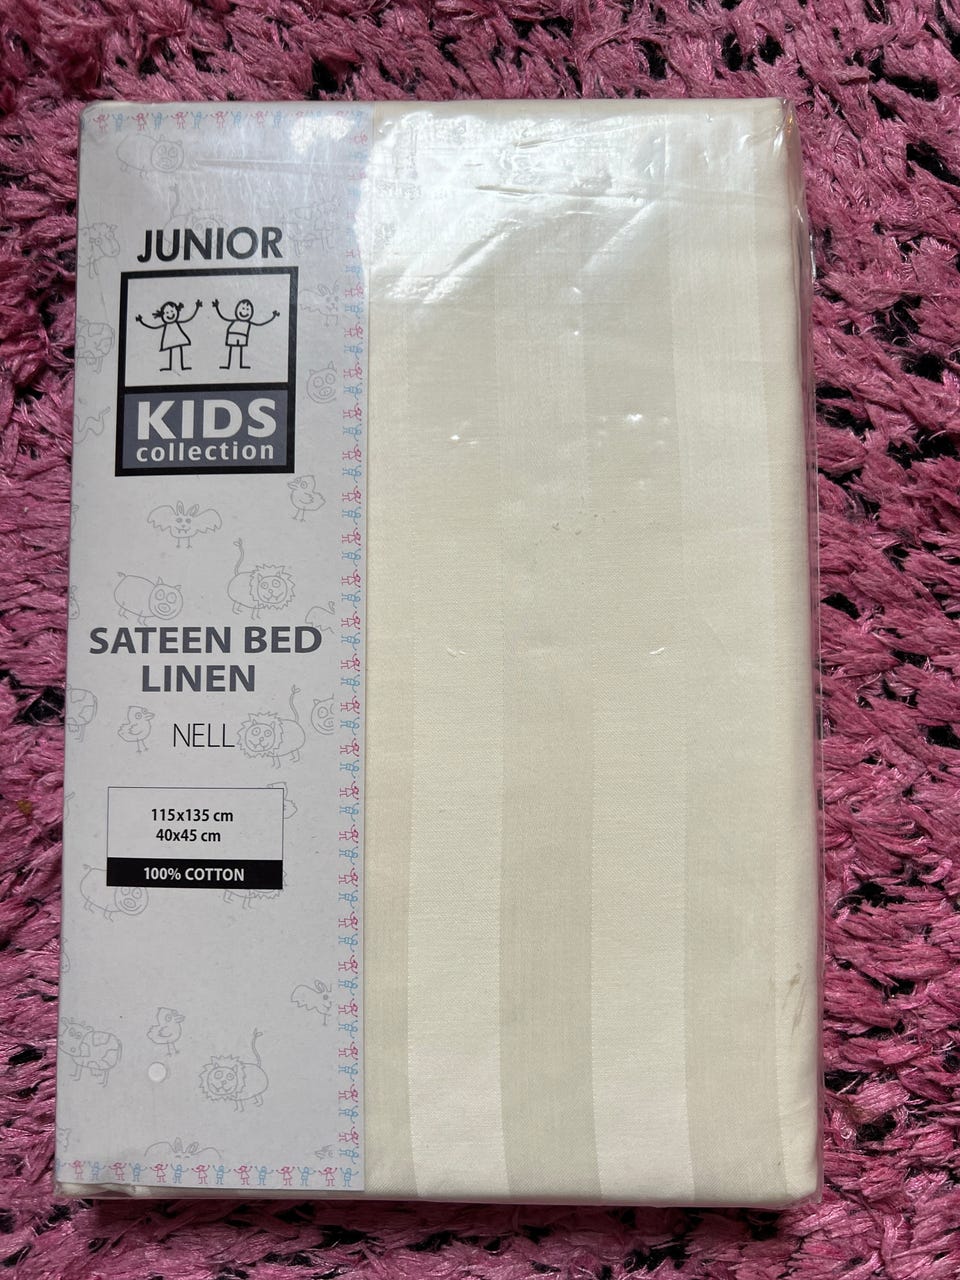 JUNIOR
KIDS
collection
SATEEN BED
LINEN
NELL
115x135 cm
40x45 cm
100% COTTON